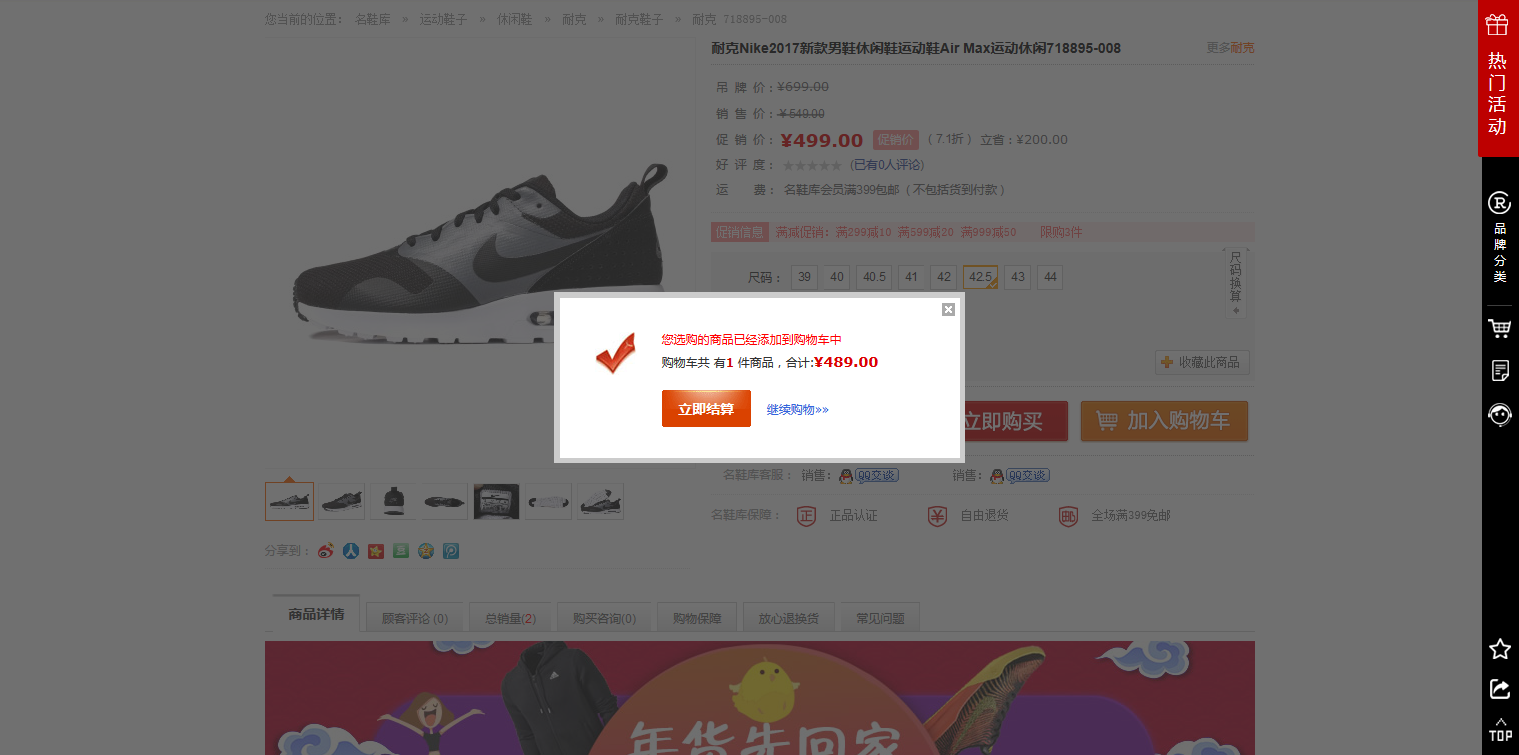 您当前的位置： 名鞋库 » 运动鞋子 » 休闲鞋 » 耐克 » 耐克鞋子 » 耐克 718895-008
耐克Nike2017新款男鞋休闲鞋运动鞋Air Max运动休闲718895-008
更多耐克
吊 牌 价：¥699.00
销 售 价：¥549.00
促 销 价：¥499.00 促销价 （ 7.1折 ） 立省：¥200.00
好 评 度： (已有0人评论)
运 费： 名鞋库会员满399包邮（ 不包括货到付款 ）
促销信息 满减促销：满299减10 满599减20 满999减50 限购3件
尺码： 39 40 40.5 41 42 42.5 43 44
尺码换算
您选购的商品已经添加到购物车中
购物车共 有1 件商品，合计:¥489.00
立即结算 继续购物»»
收藏此商品
立即购买 加入购物车
名鞋库客服： 销售： QQ交谈 销售： QQ交谈
名鞋库保障： 正 正品认证 ¥ 自由退货 邮 全场满399免邮
分享到：
商品详情 顾客评论 (0) 总销量(2) 购买咨询(0) 购物保障 放心退换货 常见问题
年货先回家
热门活动
R
品牌分类
TOP